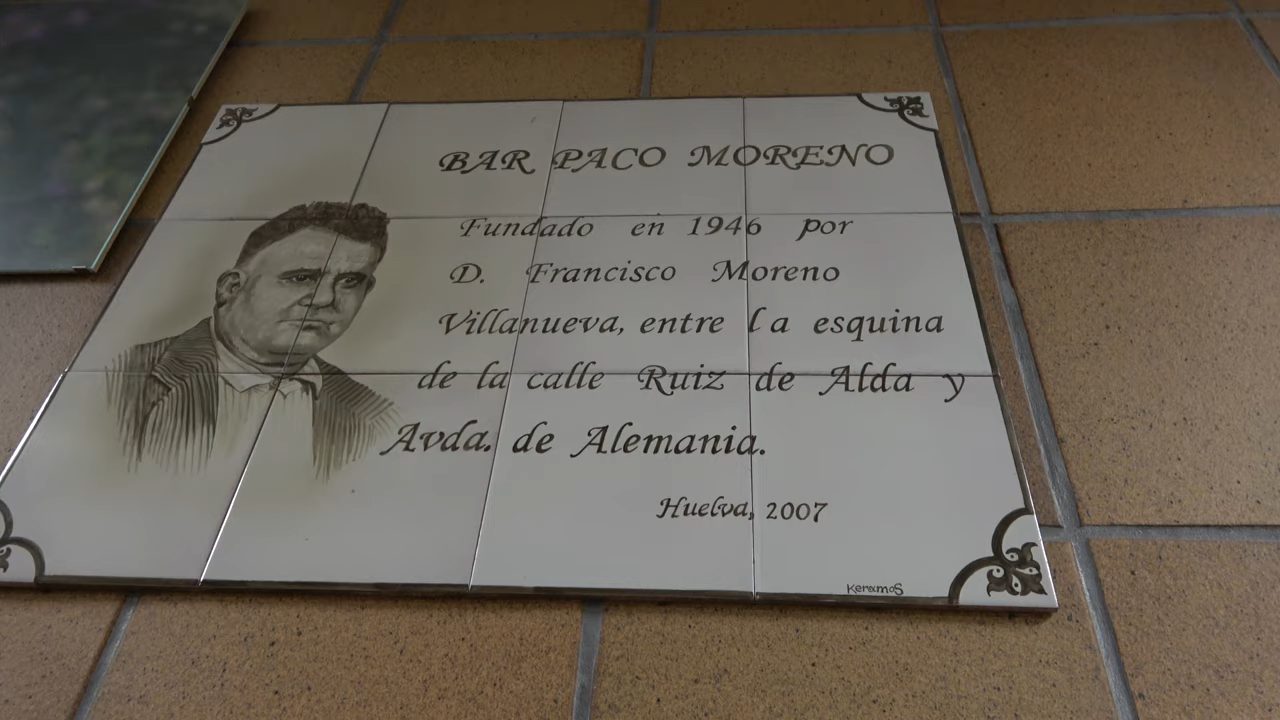 BAR PACO MORENO
Fundado en 1946 por
D. Francisco Moreno
Villanueva, entre la esquina
de la calle Ruiz de Alda y
Avda. de Alemania.
Huelva, 2007
KeramoS